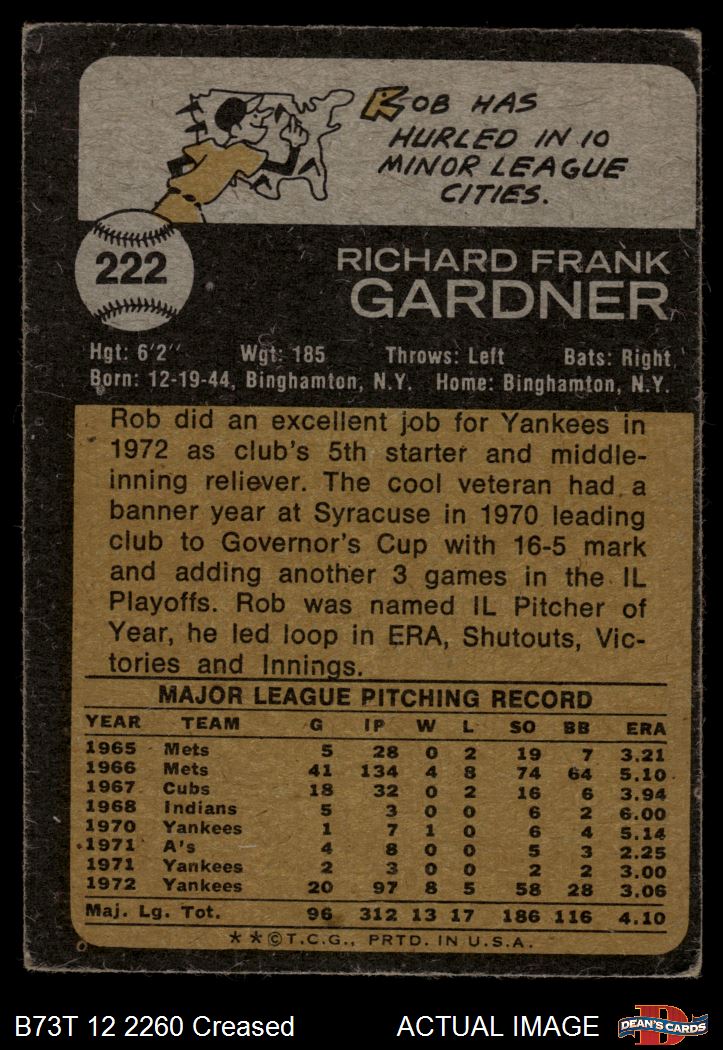 ROB HAS
HURLED IN 10
MINOR LEAGUE
CITIES.
222
RICHARD FRANK
GARDNER
Hgt: 6'2" Wgt: 185 Throws: Left Bats: Right
Born: 12-19-44, Binghamton, N.Y. Home: Binghamton, N.Y.
Rob did an excellent job for Yankees in
1972 as club's 5th starter and middle-
inning reliever. The cool veteran had a
banner year at Syracuse in 1970 leading
club to Governor's Cup with 16-5 mark
and adding another 3 games in the IL
Playoffs. Rob was named IL Pitcher of
Year, he led loop in ERA, Shutouts, Vic-
tories and Innings.
MAJOR LEAGUE PITCHING RECORD
YEAR TEAM G IP W L SO BB ERA
1965 Mets 5 28 0 2 19 7 3.21
1966 Mets 41 134 4 8 74 64 5.10
1967 Cubs 18 32 0 2 16 6 3.94
1968 Indians 5 3 0 0 6 2 6.00
1970 Yankees 1 7 1 0 6 4 5.14
1971 A's 4 8 0 0 5 3 2.25
1971 Yankees 2 3 0 0 2 2 3.00
1972 Yankees 20 97 8 5 58 28 3.06
Maj. Lg. Tot. 96 312 13 17 186 116 4.10
**©T.C.G., PRTD. IN U.S.A.
B73T 12 2260 Creased ACTUAL IMAGE DEAN'S CARDS